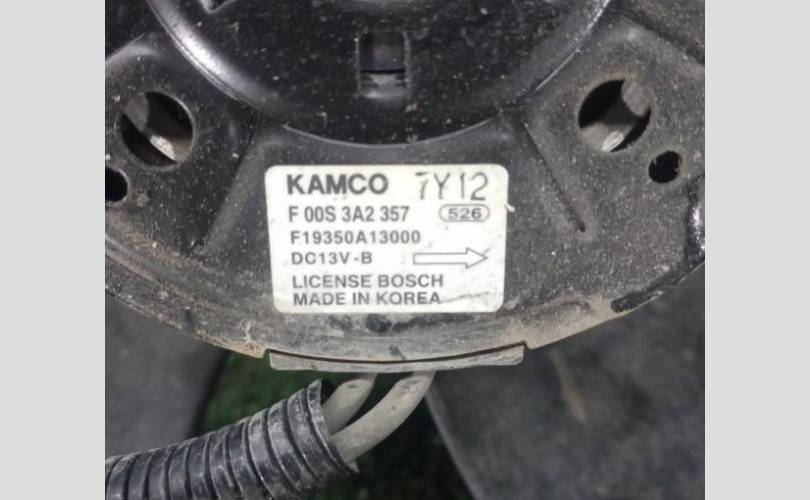 KAMCO 7Y12
F 00S 3A2 357 526
F19350A13000
DC13V-B
LICENSE BOSCH
MADE IN KOREA